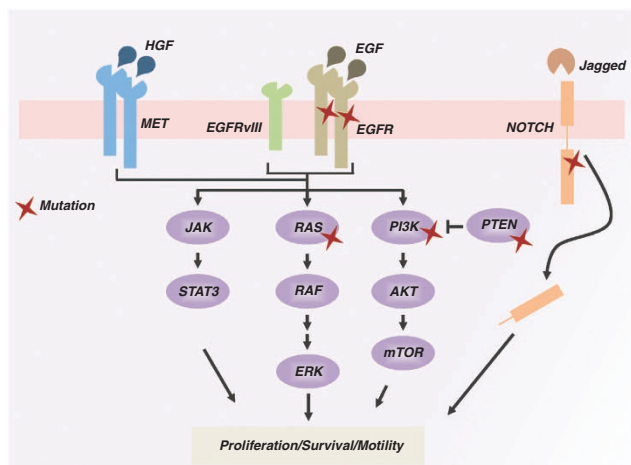 HGF
EGF
Jagged
MET
EGFRvIII
EGFR
NOTCH
Mutation
JAK
RAS
PI3K
PTEN
STAT3
RAF
AKT
mTOR
ERK
Proliferation/Survival/Motility